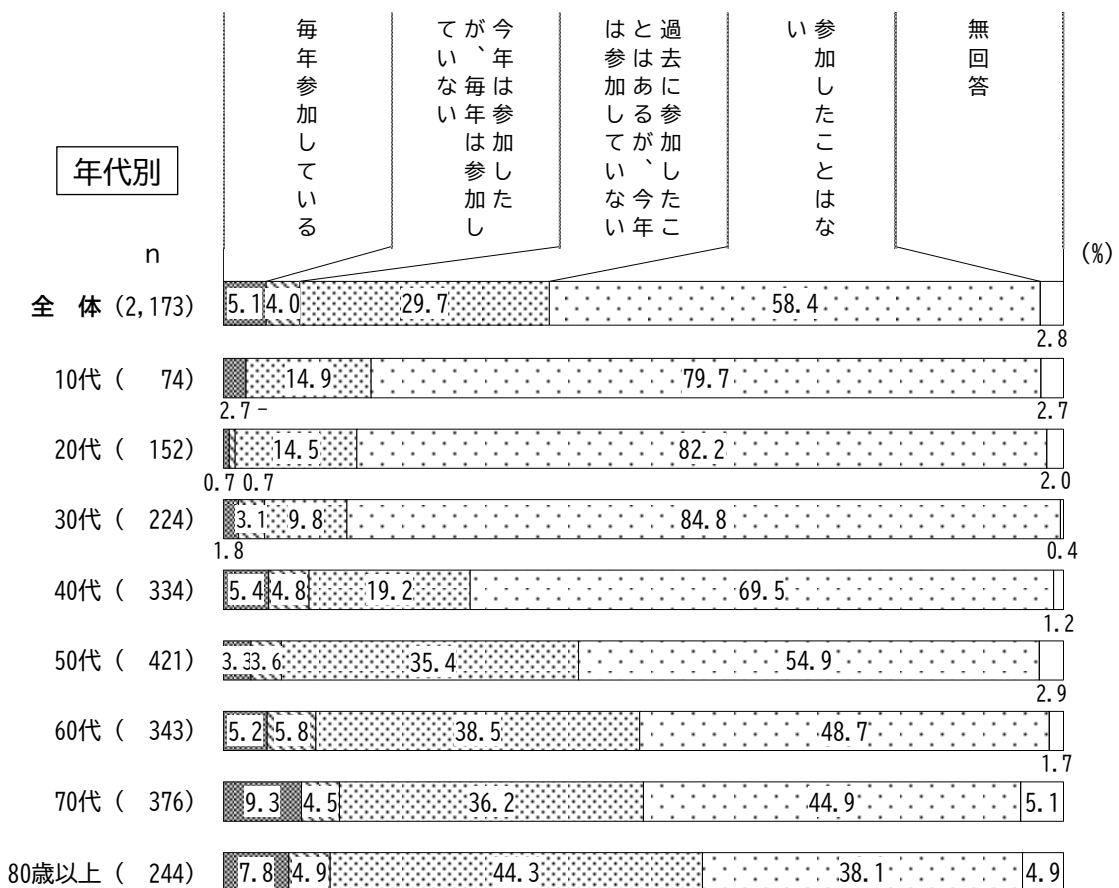 毎年参加している
今年は参加した
が、毎年は参加し
ていない
過去に参加したこ
とはあるが、今年
は参加していない
参加したことはな
い
無回答
年代別
n
(%)
全　体 (2,173) 5.1 4.0 29.7 58.4
2.8
10代 (　74) 14.9 79.7
2.7 - 2.7
20代 (　152) 14.5 82.2
0.7 0.7 2.0
30代 (　224) 3.1 9.8 84.8
1.8 0.4
40代 (　334) 5.4 4.8 19.2 69.5
1.2
50代 (　421) 3.3 3.6 35.4 54.9
2.9
60代 (　343) 5.2 5.8 38.5 48.7
1.7
70代 (　376) 9.3 4.5 36.2 44.9 5.1
80歳以上 (　244) 7.8 4.9 44.3 38.1 4.9